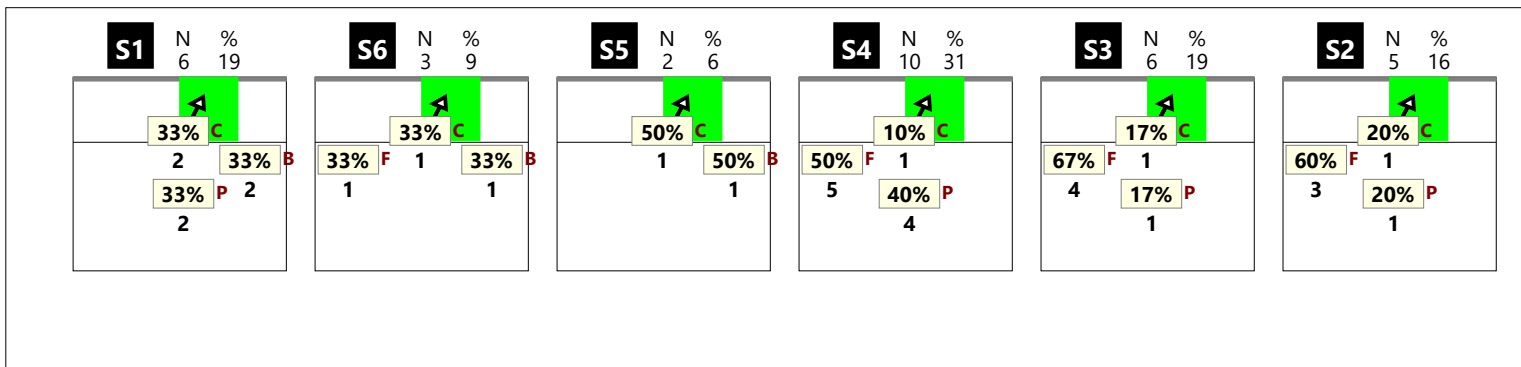 S1 N % S6 N % S5 N % S4 N % S3 N % S2 N %
6 19 3 9 2 6 10 31 6 19 5 16
33% C 33% C 50% C 10% C 17% C 20% C
2 33% B 33% F 1 33% B 1 50% B 50% F 1 67% F 1 60% F 1
33% P 2 1 1 1 5 40% P 4 17% P 3 20% P
2 4 1 1